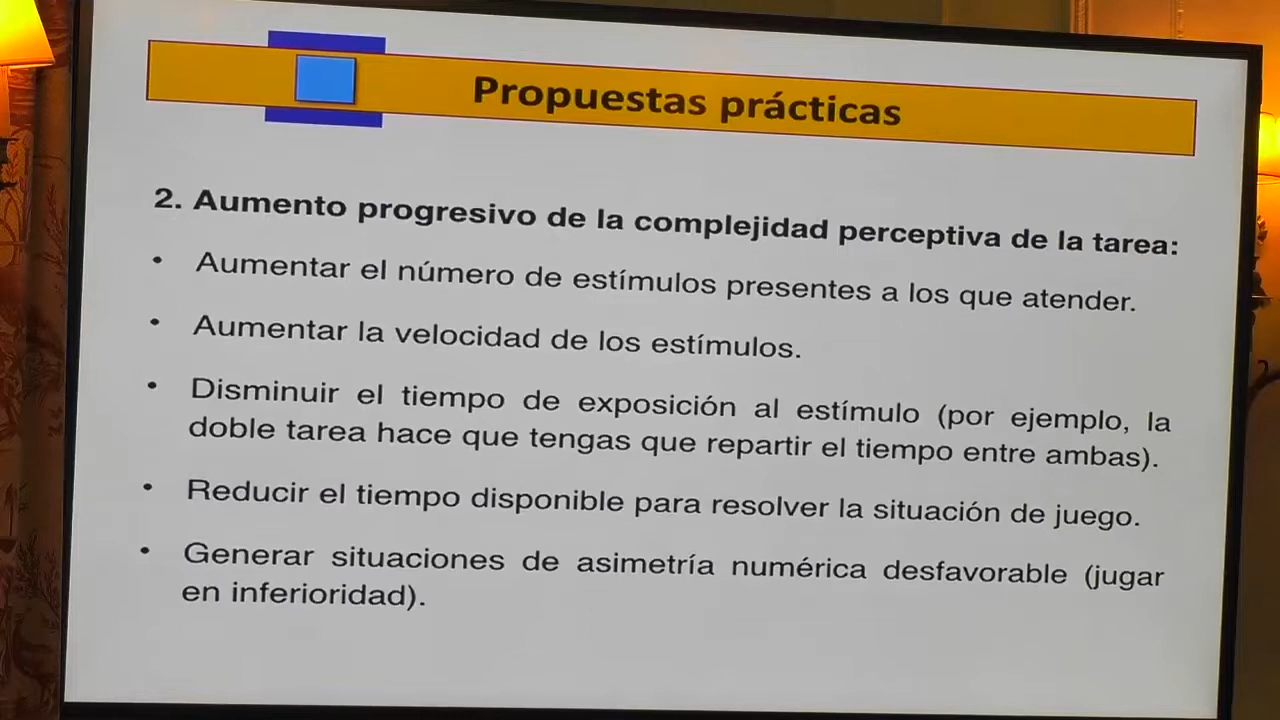 Propuestas prácticas
2. Aumento progresivo de la complejidad perceptiva de la tarea:
• Aumentar el número de estímulos presentes a los que atender.
• Aumentar la velocidad de los estímulos.
• Disminuir el tiempo de exposición al estímulo (por ejemplo, la
doble tarea hace que tengas que repartir el tiempo entre ambas).
• Reducir el tiempo disponible para resolver la situación de juego.
• Generar situaciones de asimetría numérica desfavorable (jugar
en inferioridad).